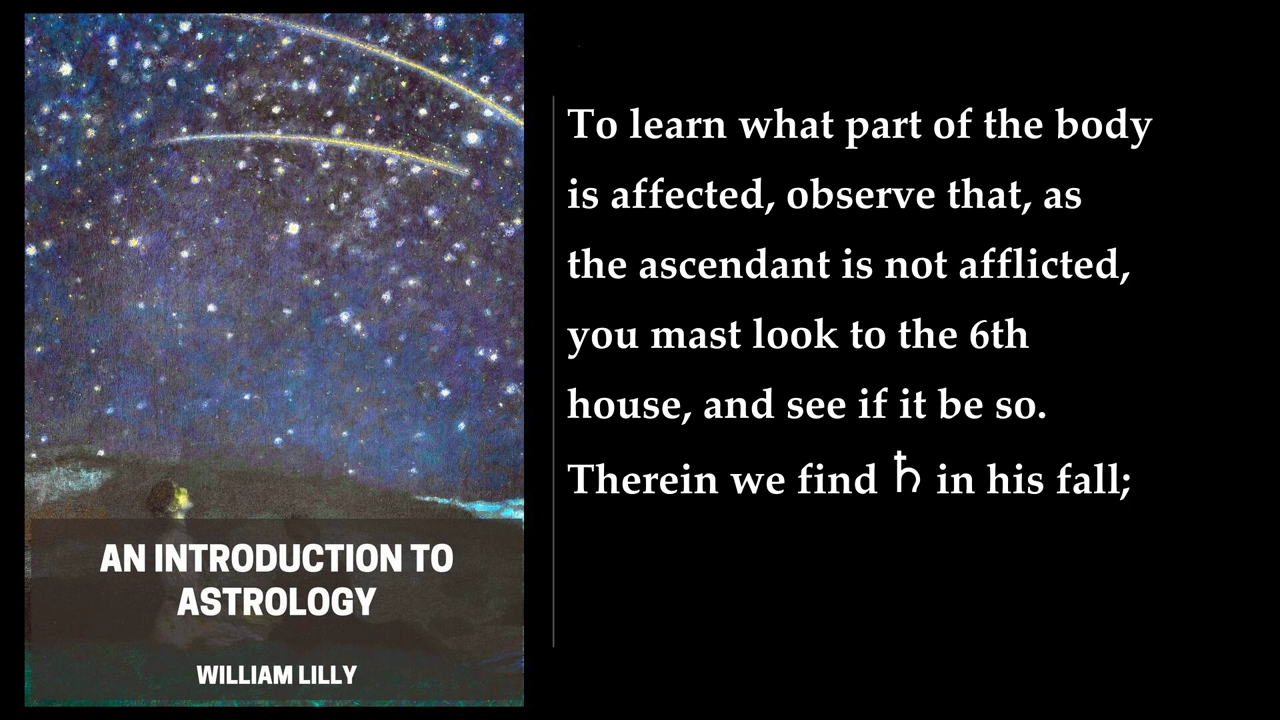 AN INTRODUCTION TO
ASTROLOGY
WILLIAM LILLY
To learn what part of the body
is affected, observe that, as
the ascendant is not afflicted,
you mast look to the 6th
house, and see if it be so.
Therein we find ♄ in his fall;